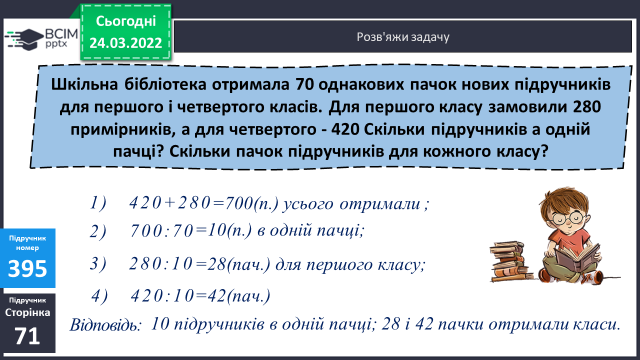 ВСІМ
pptx
Сьогодні
24.03.2022
Розв'яжи задачу
Шкільна бібліотека отримала 70 однакових пачок нових підручників
для першого і четвертого класів. Для першого класу замовили 280
примірників, а для четвертого - 420 Скільки підручників а одній
пачці? Скільки пачок підручників для кожного класу?
1) 420+280=700(п.) усього отримали ;
2) 700:70=10(п.) в одній пачці;
3) 280:10=28(пач.) для першого класу;
4) 420:10=42(пач.)
Відповідь: 10 підручників в одній пачці; 28 і 42 пачки отримали класи.
Підручник
номер
395
Підручник
Сторінка
71